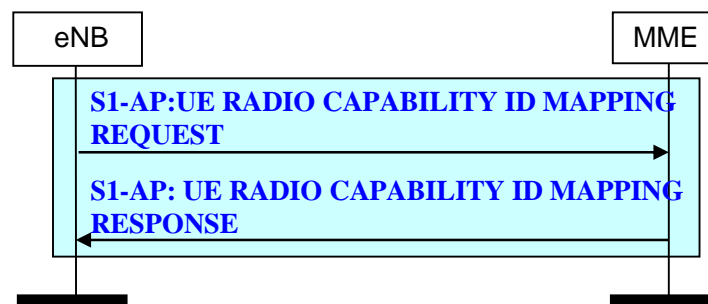 eNB
MME
S1-AP:UE RADIO CAPABILITY ID MAPPING
REQUEST
S1-AP: UE RADIO CAPABILITY ID MAPPING
RESPONSE